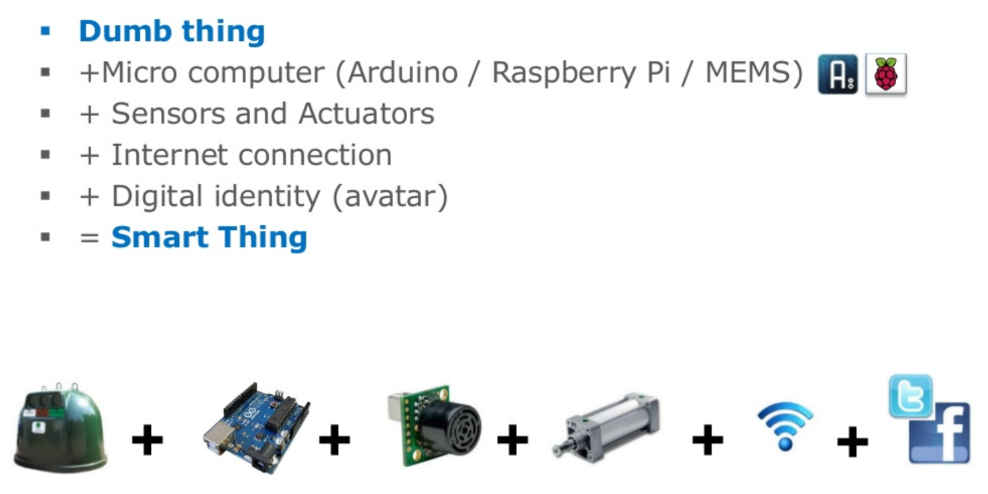 Dumb thing
+Micro computer (Arduino / Raspberry Pi / MEMS)
+ Sensors and Actuators
+ Internet connection
+ Digital identity (avatar)
= Smart Thing